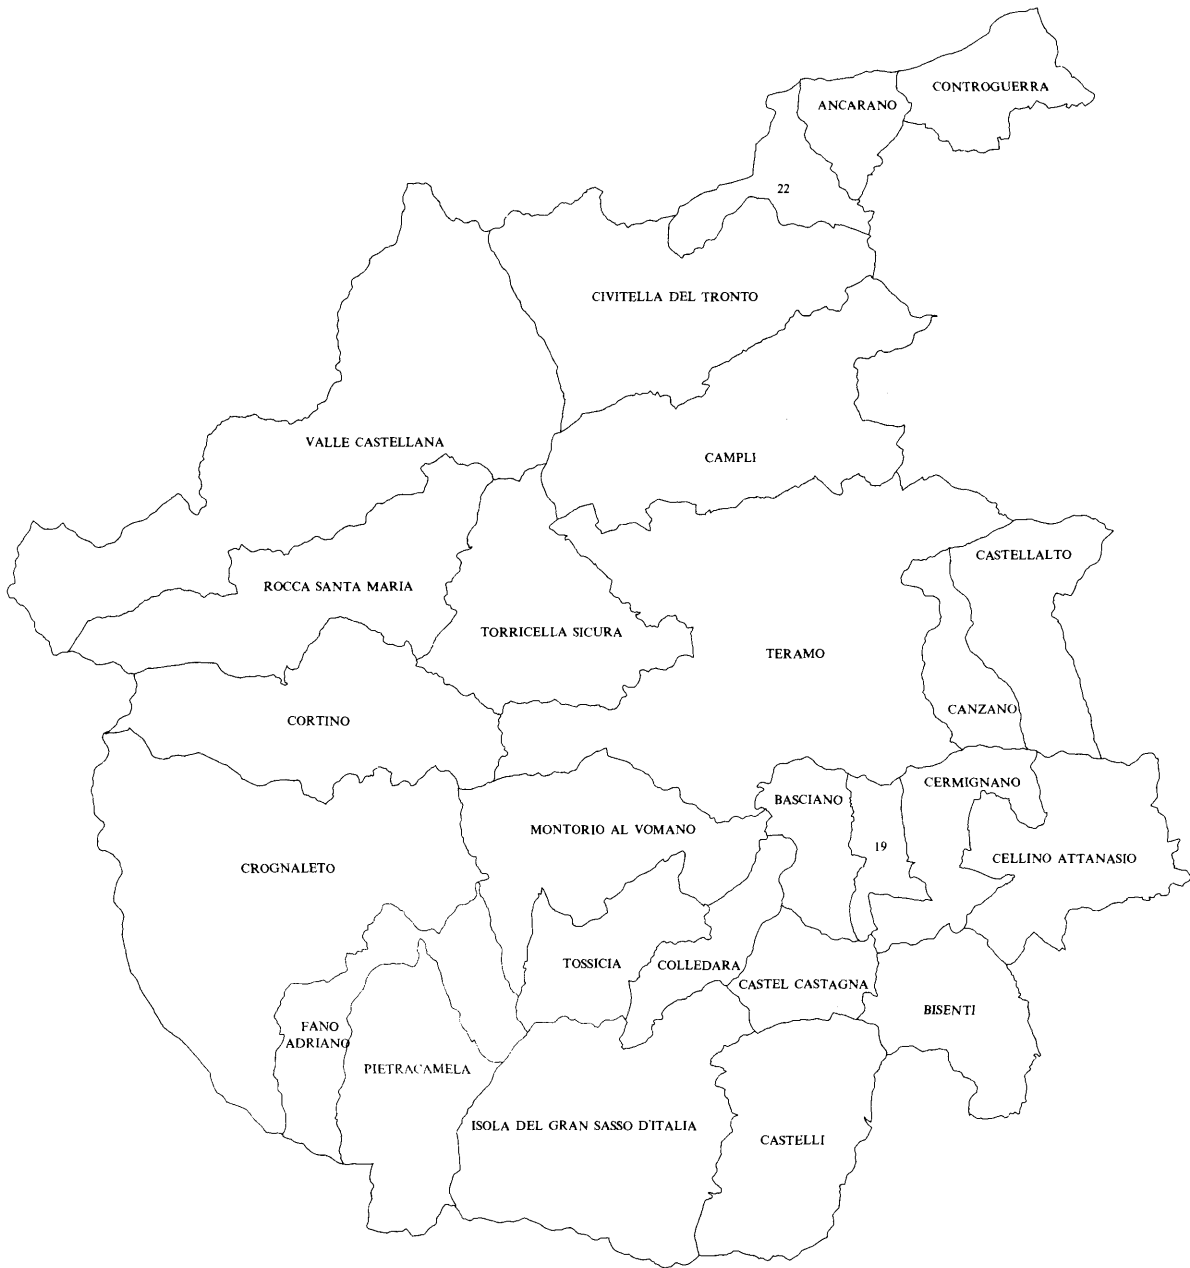 CONTROGUERRA
ANCARANO
22
CIVITELLA DEL TRONTO
VALLE CASTELLANA
CAMPLI
CASTELLALTO
ROCCA SANTA MARIA
TORRICELLA SICURA
TERAMO
CANZANO
CORTINO
CERMIGNANO
BASCIANO
MONTORIO AL VOMANO
19
CELLINO ATTANASIO
CROGNALETO
TOSSICIA
COLLEDARA
CASTEL CASTAGNA
BISENTI
FANO
ADRIANO
PIETRACAMELA
ISOLA DEL GRAN SASSO D'ITALIA
CASTELLI